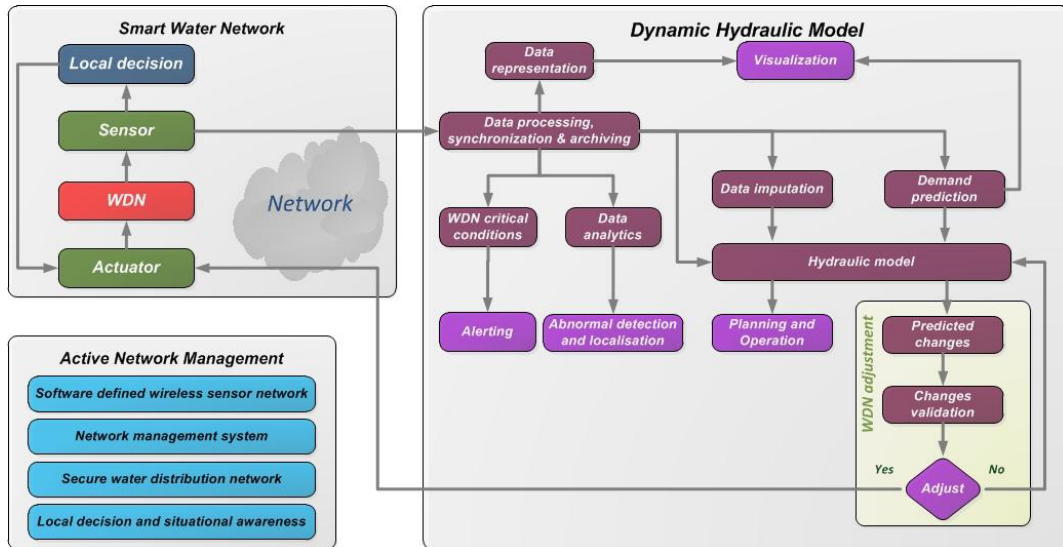 Smart Water Network
Local decision
Sensor
WDN
Actuator
Network
Dynamic Hydraulic Model
Data
representation
Visualization
Data processing,
synchronization & archiving
Data imputation
Demand
prediction
WDN critical
conditions
Data
analytics
Hydraulic model
Alerting
Abnormal detection
and localisation
Planning and
Operation
WDN adjustment
Predicted
changes
Changes
validation
Yes
Adjust
No
Active Network Management
Software defined wireless sensor network
Network management system
Secure water distribution network
Local decision and situational awareness